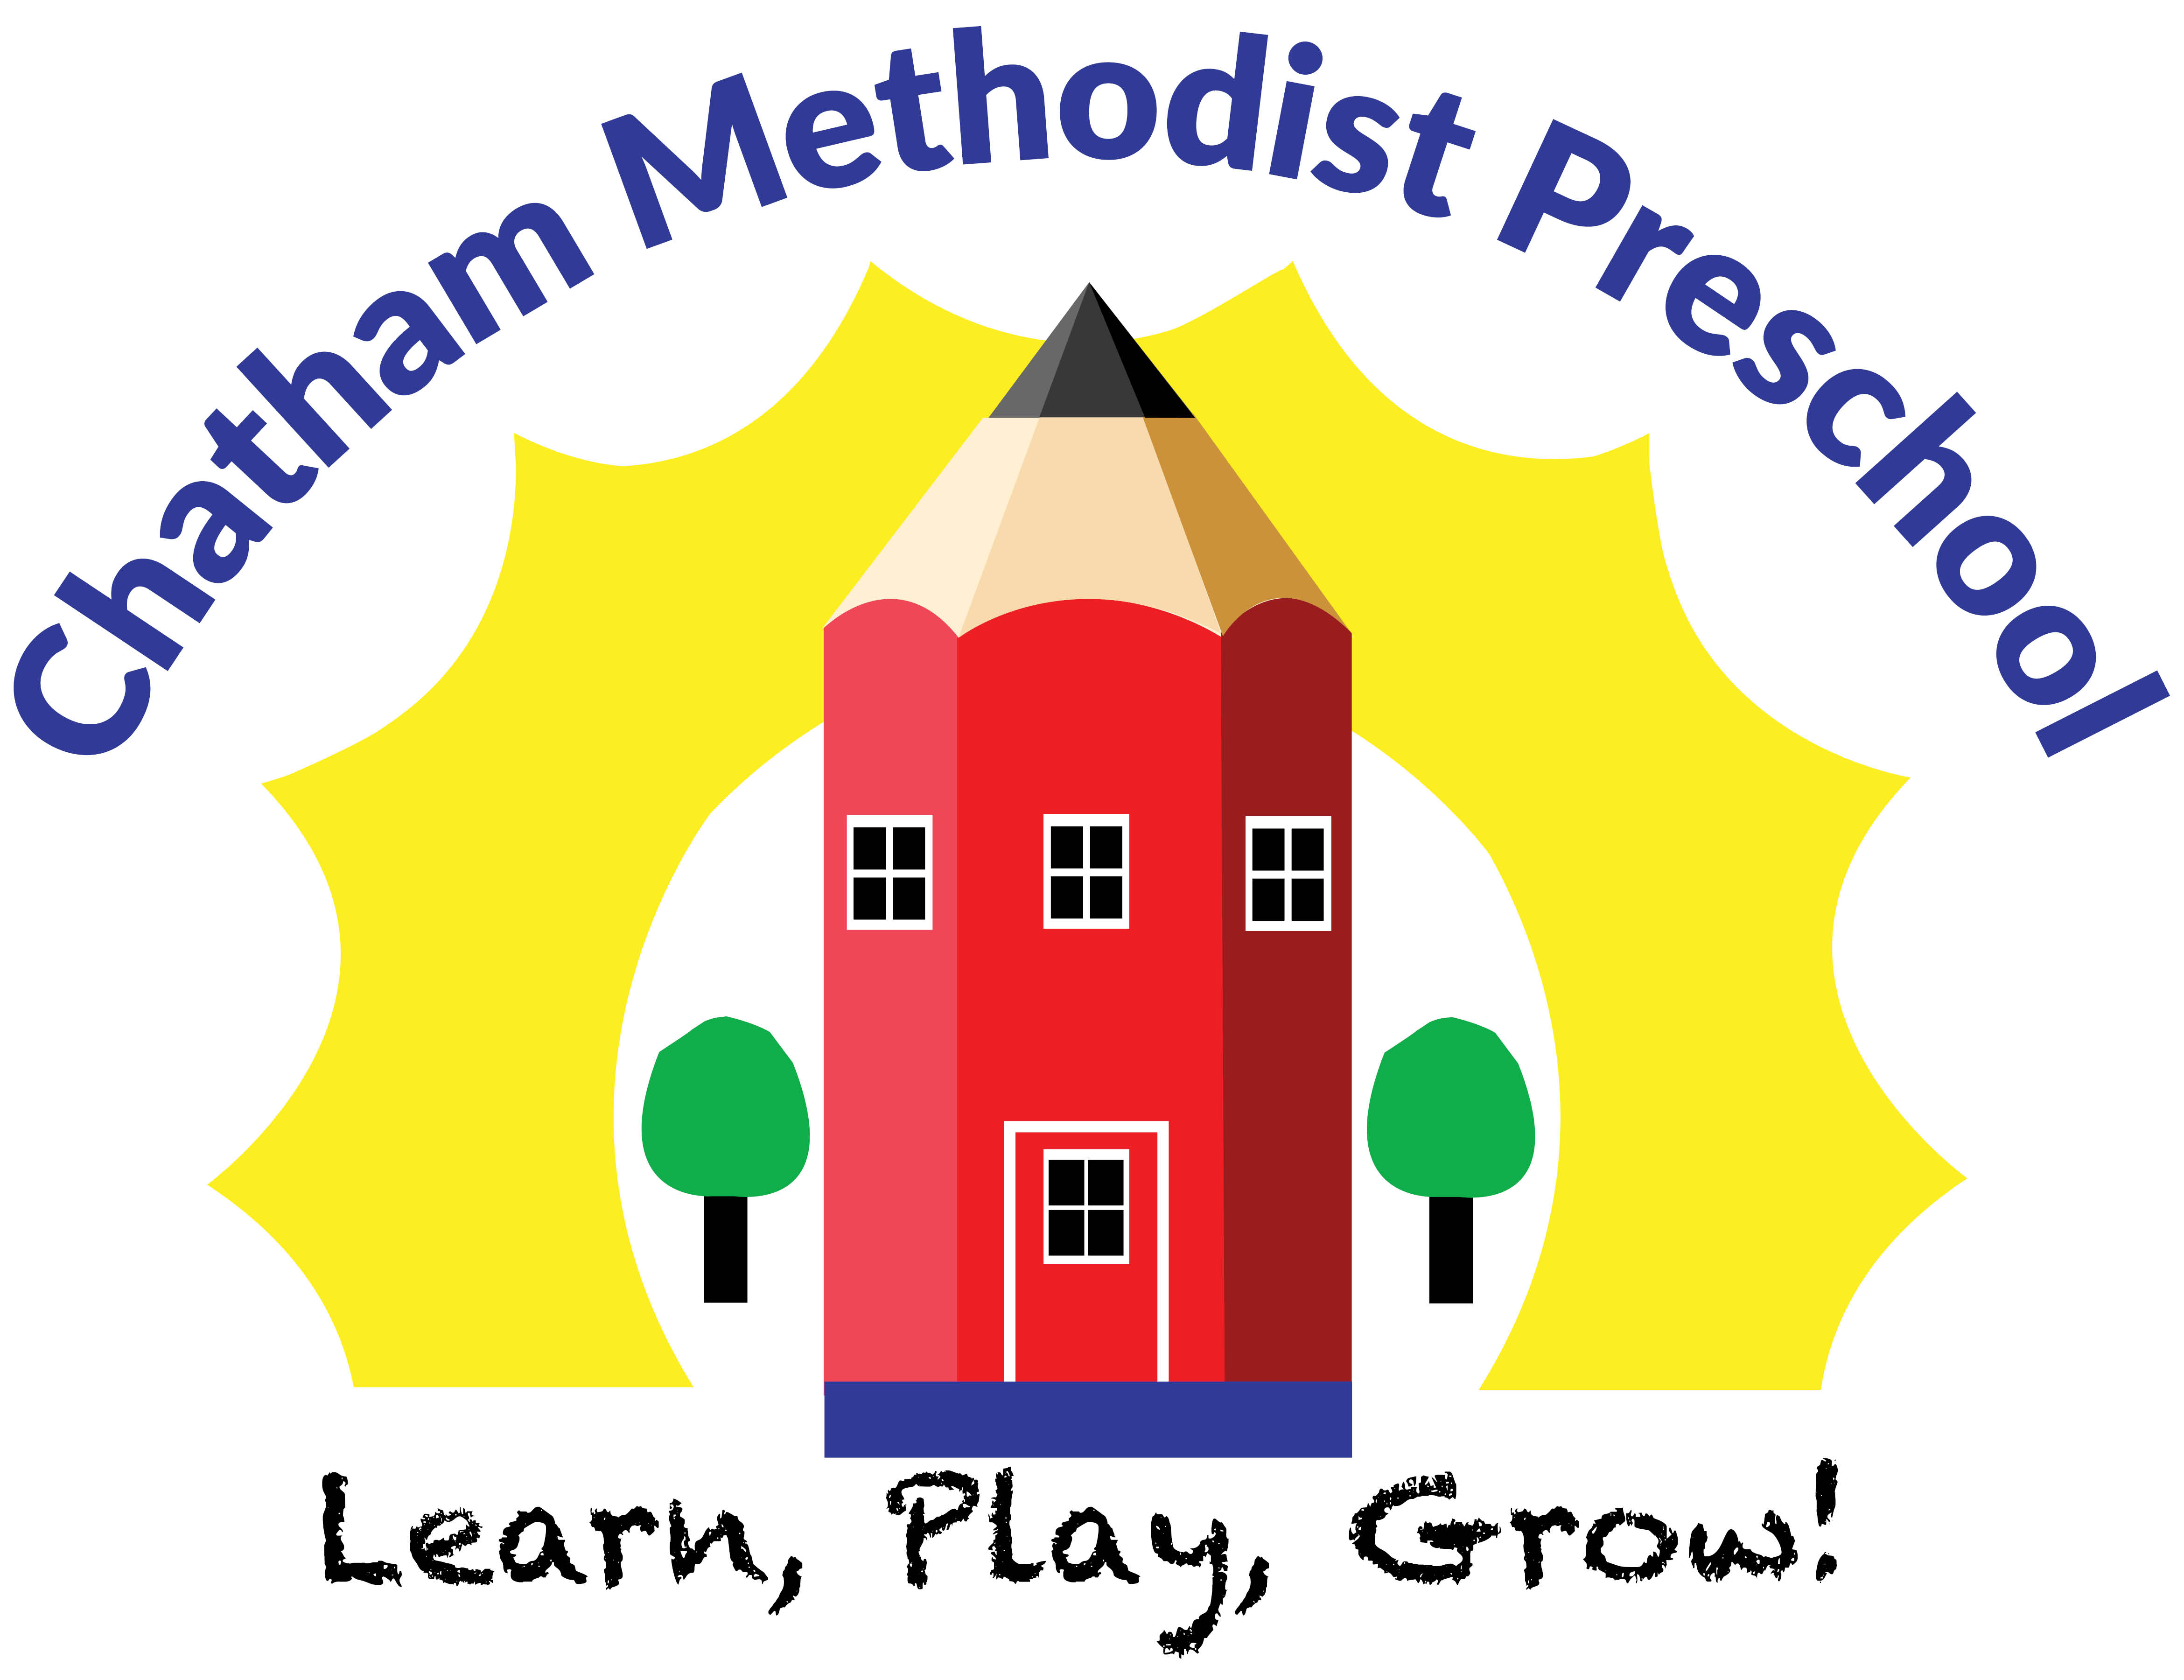 Chatham Methodist Preschool
Learn, Play, Grow!